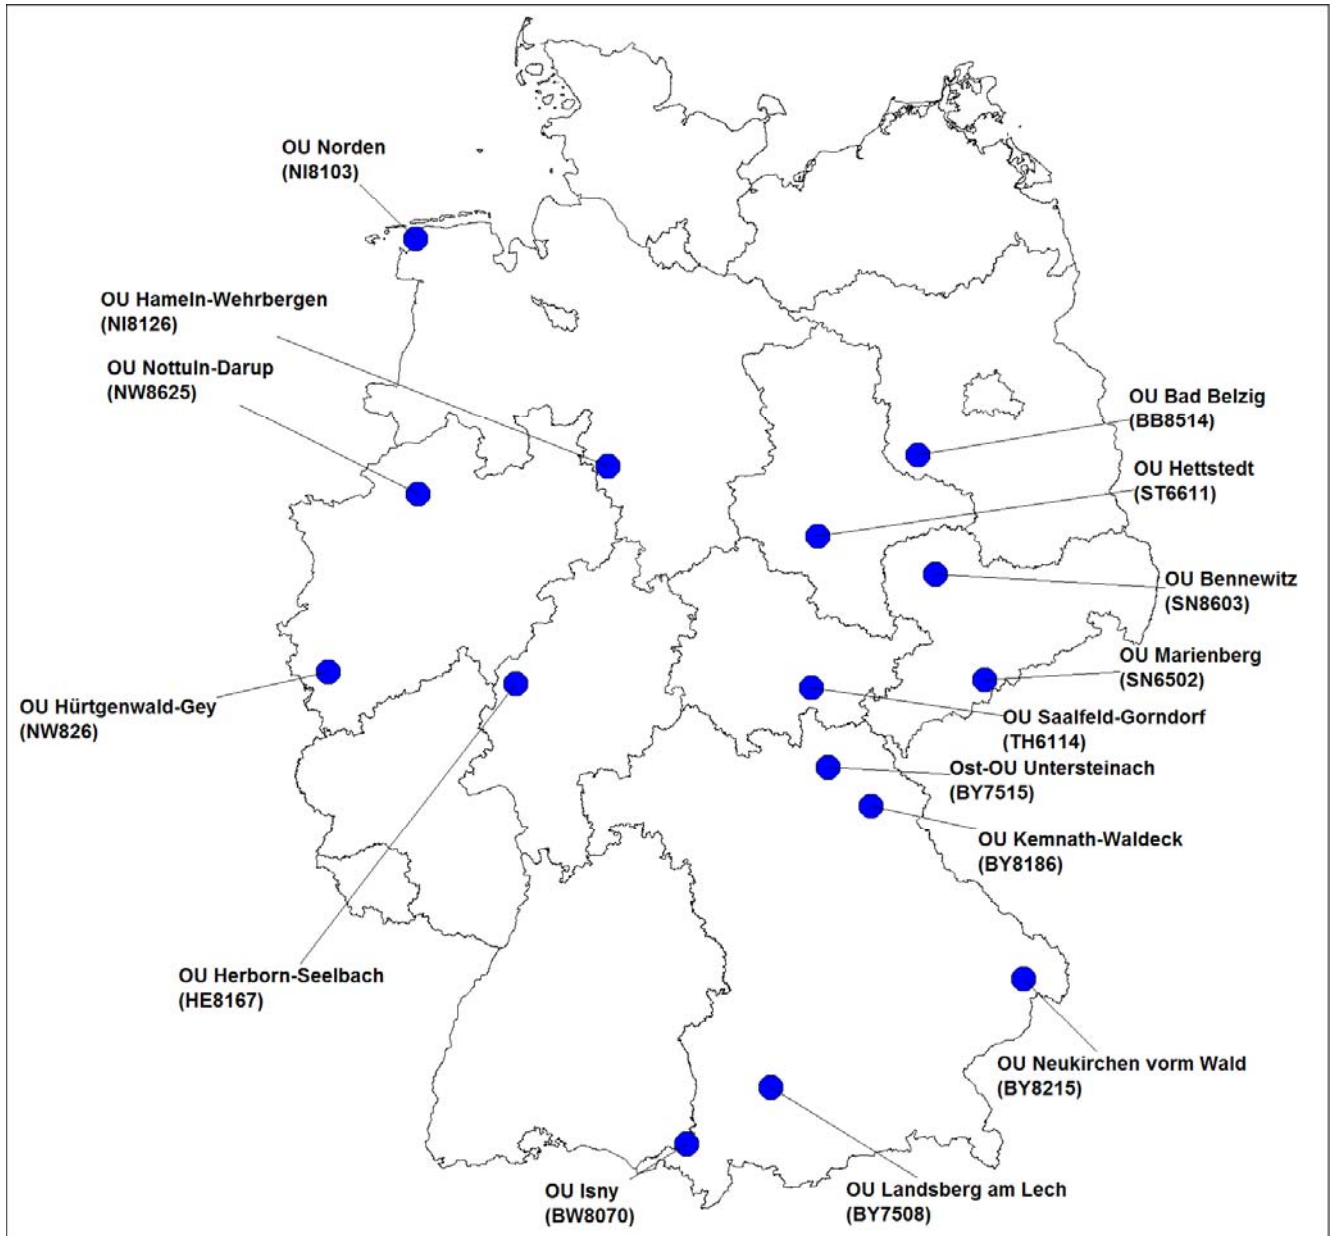 OU Norden
(NI8103)
OU Hameln-Wehrbergen
(NI8126)
OU Nottuln-Darup
(NW8625)
OU Bad Belzig
(BB8514)
OU Hettstedt
(ST6611)
OU Bennewitz
(SN8603)
OU Marienberg
(SN6502)
OU Hürtgenwald-Gey
(NW826)
OU Saalfeld-Gorndorf
(TH6114)
Ost-OU Untersteinach
(BY7515)
OU Kemnath-Waldeck
(BY8186)
OU Herborn-Seelbach
(HE8167)
OU Neukirchen vorm Wald
(BY8215)
OU Isny
(BW8070)
OU Landsberg am Lech
(BY7508)